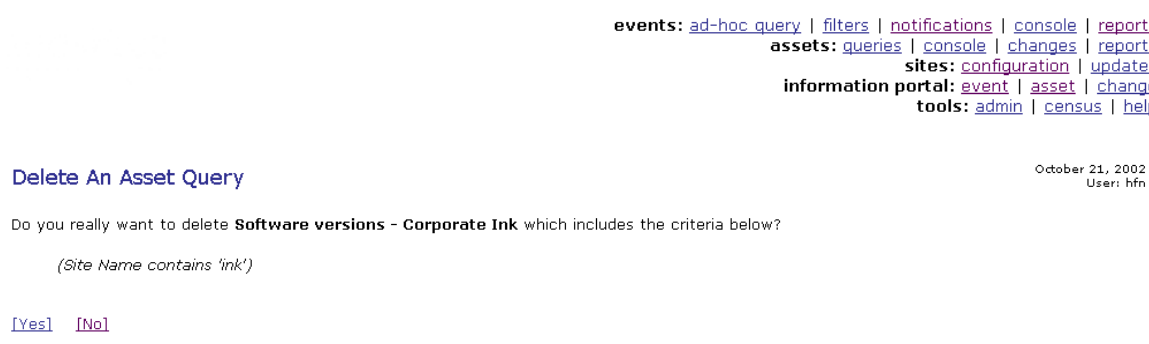 events: ad-hoc query | filters | notifications | console | report
assets: queries | console | changes | report
sites: configuration | update
information portal: event | asset | chang
tools: admin | census | hel
Delete An Asset Query
October 21, 2002
User: hfn
Do you really want to delete Software versions - Corporate Ink which includes the criteria below?
(Site Name contains 'ink')
[Yes] [No]